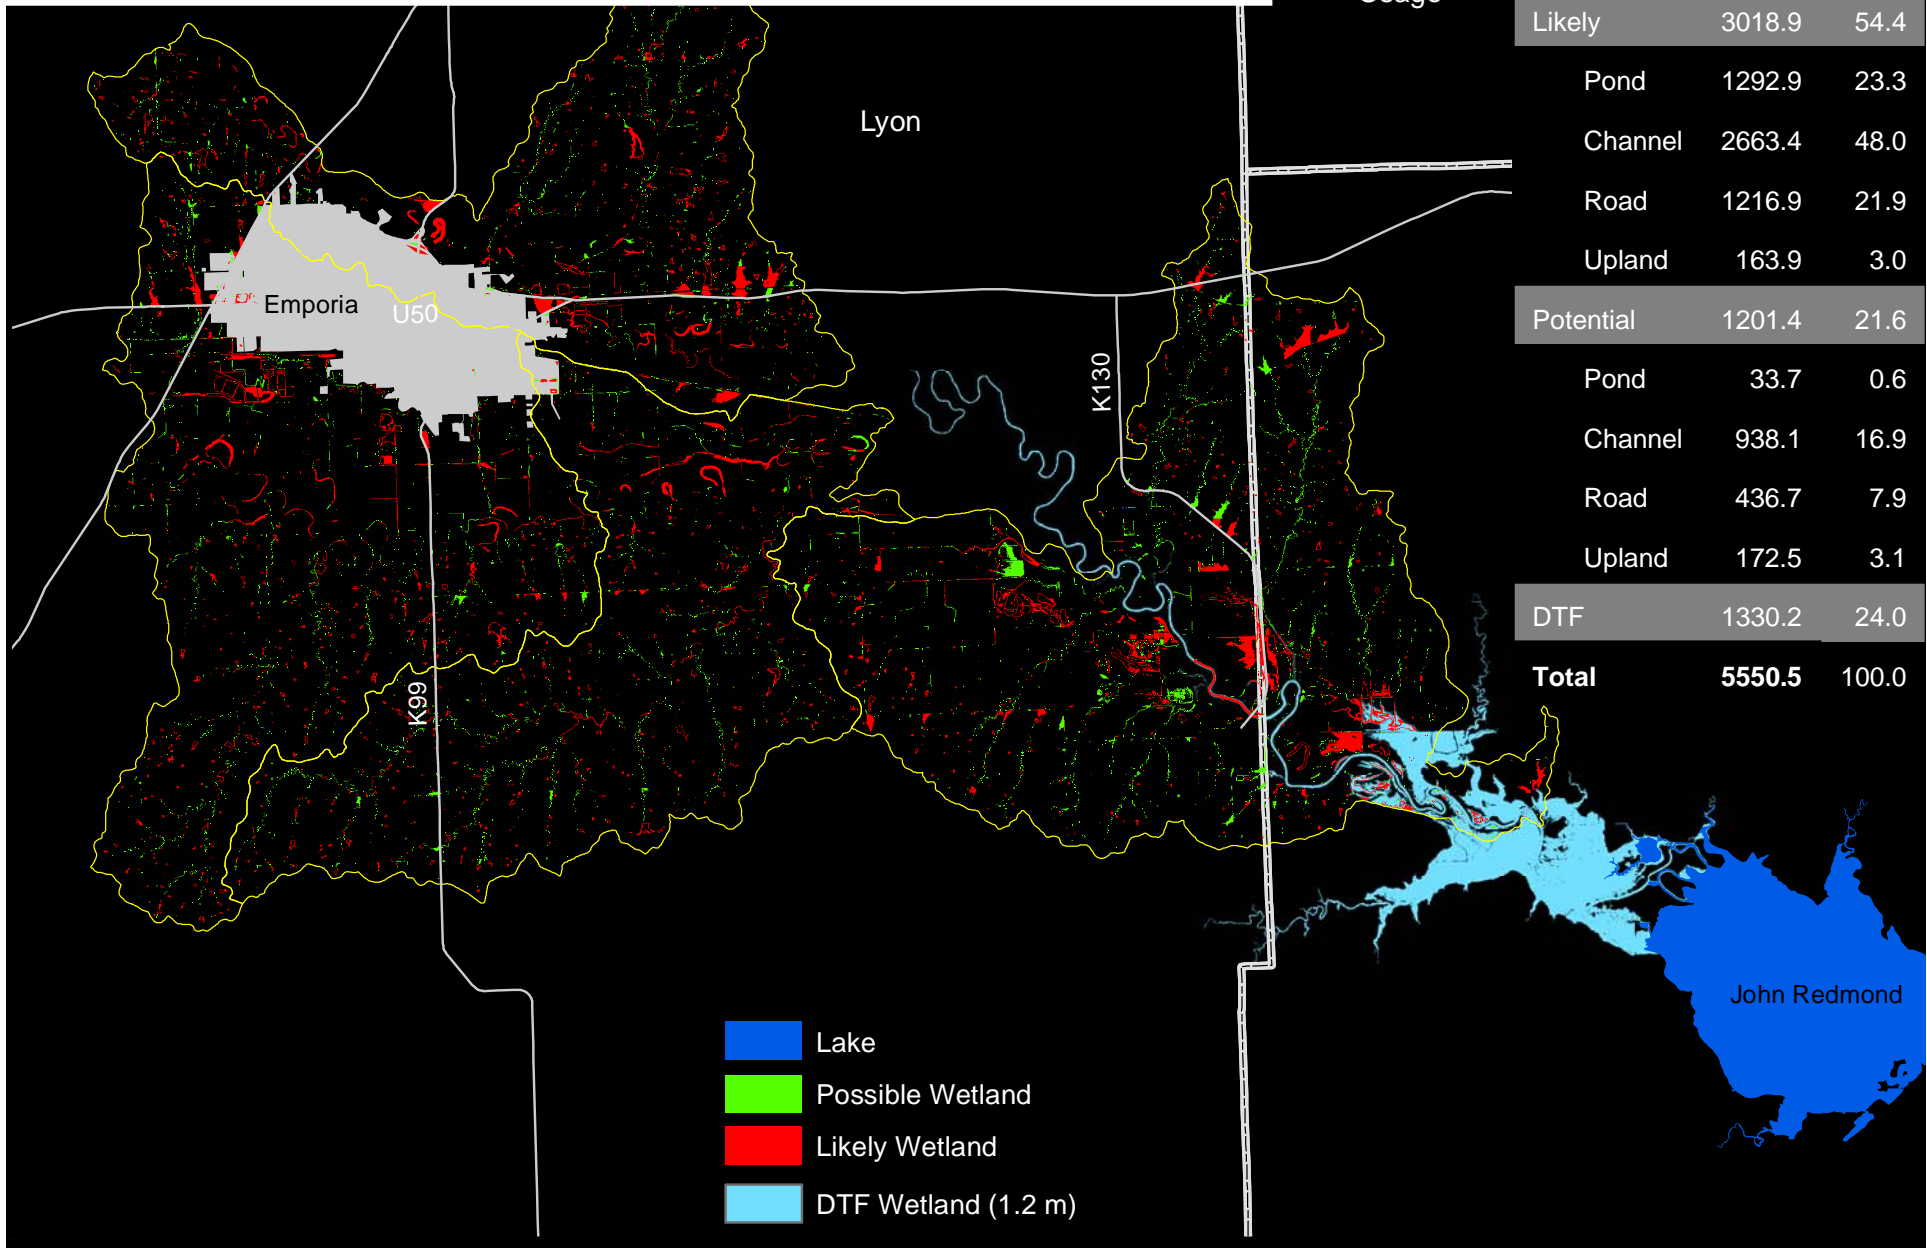 Osage
Likely 3018.9 54.4
Pond 1292.9 23.3
Channel 2663.4 48.0
Road 1216.9 21.9
Upland 163.9 3.0
Potential 1201.4 21.6
Pond 33.7 0.6
Channel 938.1 16.9
Road 436.7 7.9
Upland 172.5 3.1
DTF 1330.2 24.0
Total 5550.5 100.0
Lyon
Emporia
U50
K130
K99
John Redmond
Lake
Possible Wetland
Likely Wetland
DTF Wetland (1.2 m)